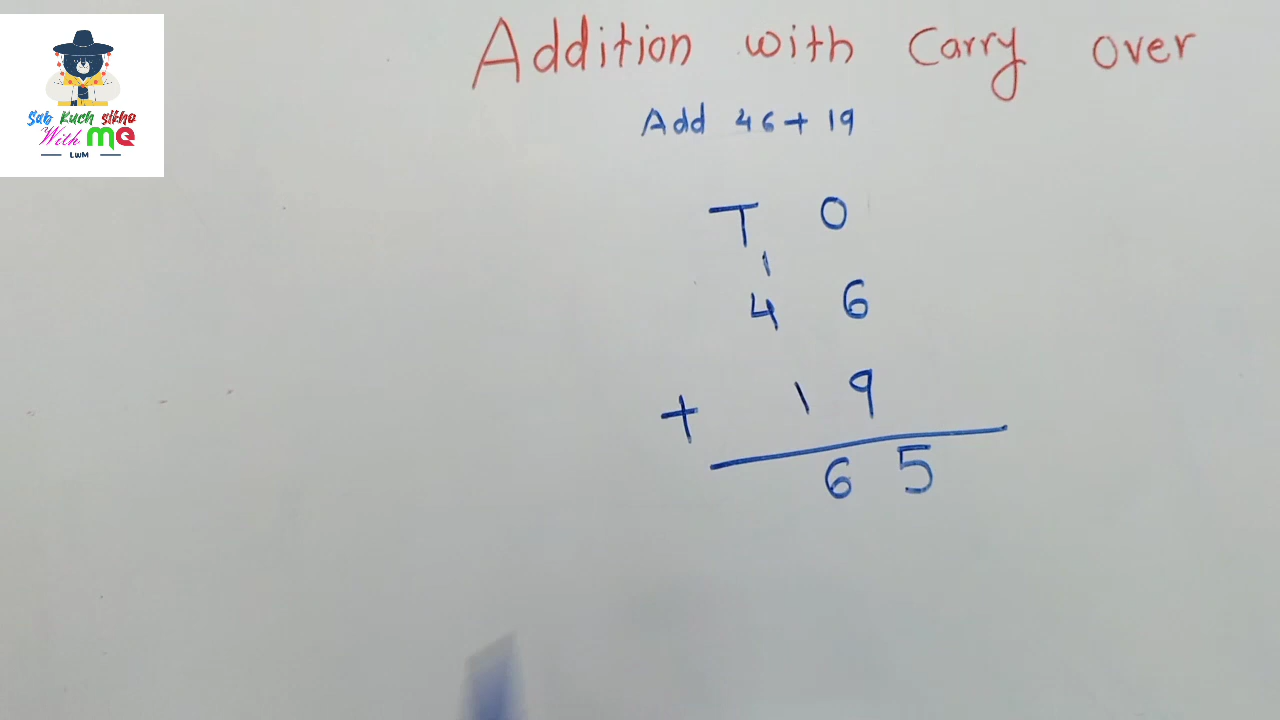 Sab Kuch sikho
With me
LWM
Addition with Carry over
Add 46+ 19
T O
1
4 6
+ 1 9
6 5